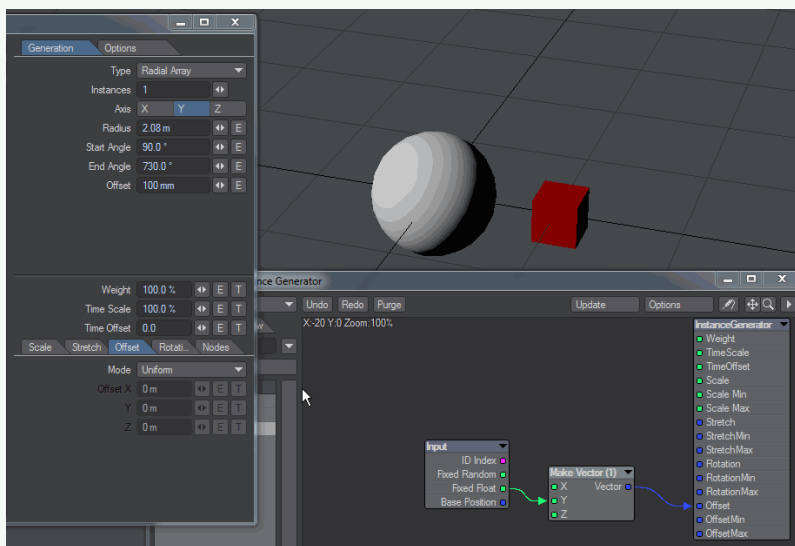 Generation Options
Type Radial Array
Instances 1
Axis X Y Z
Radius 2.08 m E
Start Angle 90.0 ° E
End Angle 730.0 ° E
Offset 100 mm E
Weight 100.0 % E T
Time Scale 100.0 % E T
Time Offset 0.0 E T
Scale Stretch Offset Rotati... Nodes
Mode Uniform
Offset X 0 m E T
Y 0 m E T
Z 0 m E T
nce Generator
Undo Redo Purge Update Options
X:-20 Y:0 Zoom:100%
Input
ID Index
Fixed Random
Fixed Float
Base Position
Make Vector (1)
X Vector
Y
Z
InstanceGenerator
Weight
TimeScale
TimeOffset
Scale
Scale Min
Scale Max
Stretch
StretchMin
StretchMax
Rotation
RotationMin
RotationMax
Offset
OffsetMin
OffsetMax